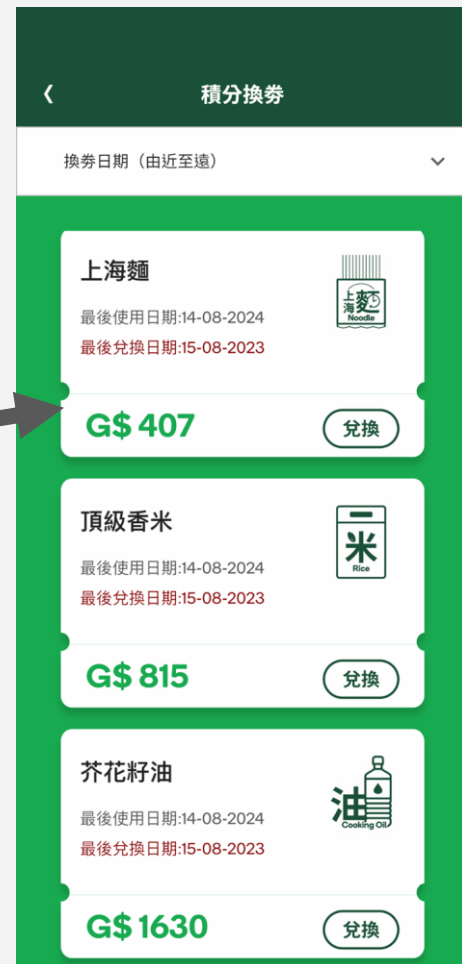 積分換券
換券日期（由近至遠）
上海麵
上海麵
Noodle
最後使用日期:14-08-2024
最後兌換日期:15-08-2023
G$ 407
兌換
頂級香米
米
Rice
最後使用日期:14-08-2024
最後兌換日期:15-08-2023
G$ 815
兌換
芥花籽油
油
Cooking Oil
最後使用日期:14-08-2024
最後兌換日期:15-08-2023
G$ 1630
兌換